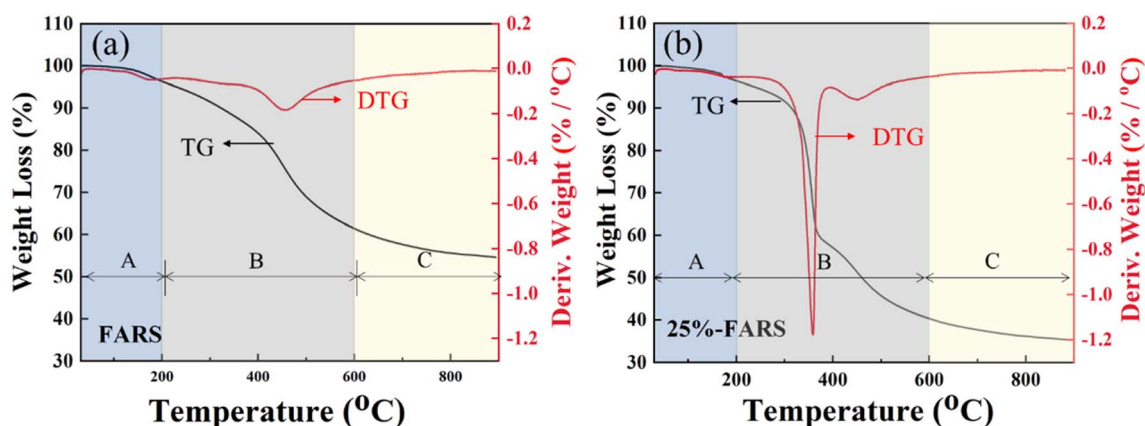 (a)
110
100
90
80
70
60
50
40
30
Weight Loss (%)
TG
DTG
A
B
C
FARS
0.2
0.0
-0.2
-0.4
-0.6
-0.8
-1.0
-1.2
Deriv. Weight (% / °C)
200
400
600
800
Temperature (°C)
(b)
110
100
90
80
70
60
50
40
30
Weight Loss (%)
TG
DTG
A
B
C
25%-FARS
0.2
0.0
-0.2
-0.4
-0.6
-0.8
-1.0
-1.2
Deriv. Weight (% / °C)
200
400
600
800
Temperature (°C)